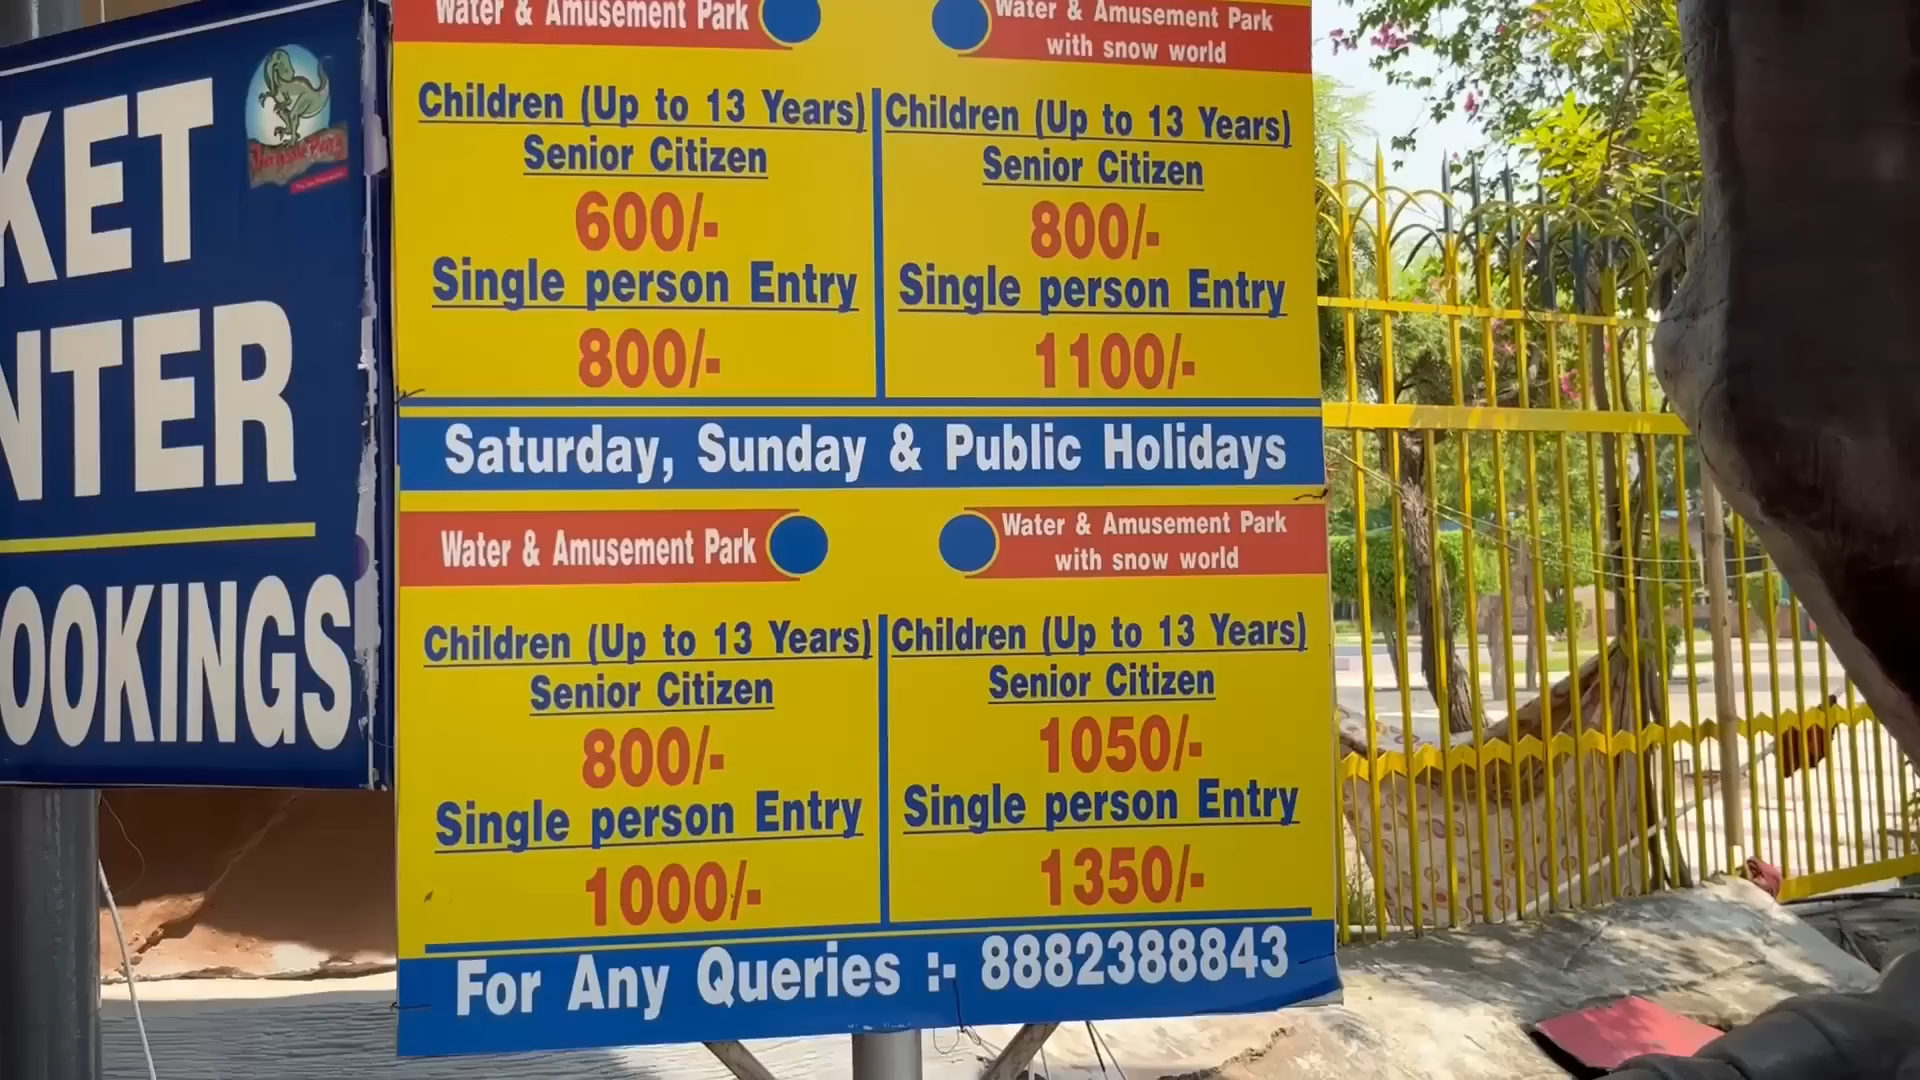 KET
NTER
OOKINGS
Jurassic Park
Water & Amusement Park
Water & Amusement Park
with snow world
Children (Up to 13 Years)
Senior Citizen
600/-
Single person Entry
800/-
Children (Up to 13 Years)
Senior Citizen
800/-
Single person Entry
1100/-
Saturday, Sunday & Public Holidays
Water & Amusement Park
Water & Amusement Park
with snow world
Children (Up to 13 Years)
Senior Citizen
800/-
Single person Entry
1000/-
Children (Up to 13 Years)
Senior Citizen
1050/-
Single person Entry
1350/-
For Any Queries :- 8882388843